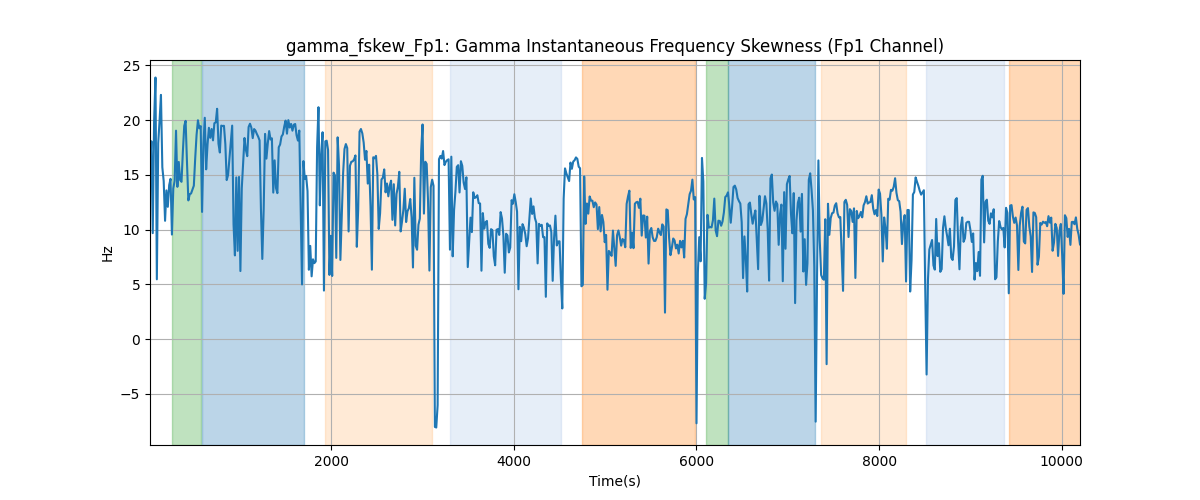 gamma_fskew_Fp1: Gamma Instantaneous Frequency Skewness (Fp1 Channel)
25
20
15
10
5
0
−5
Hz
2000 4000 6000 8000 10000
Time(s)